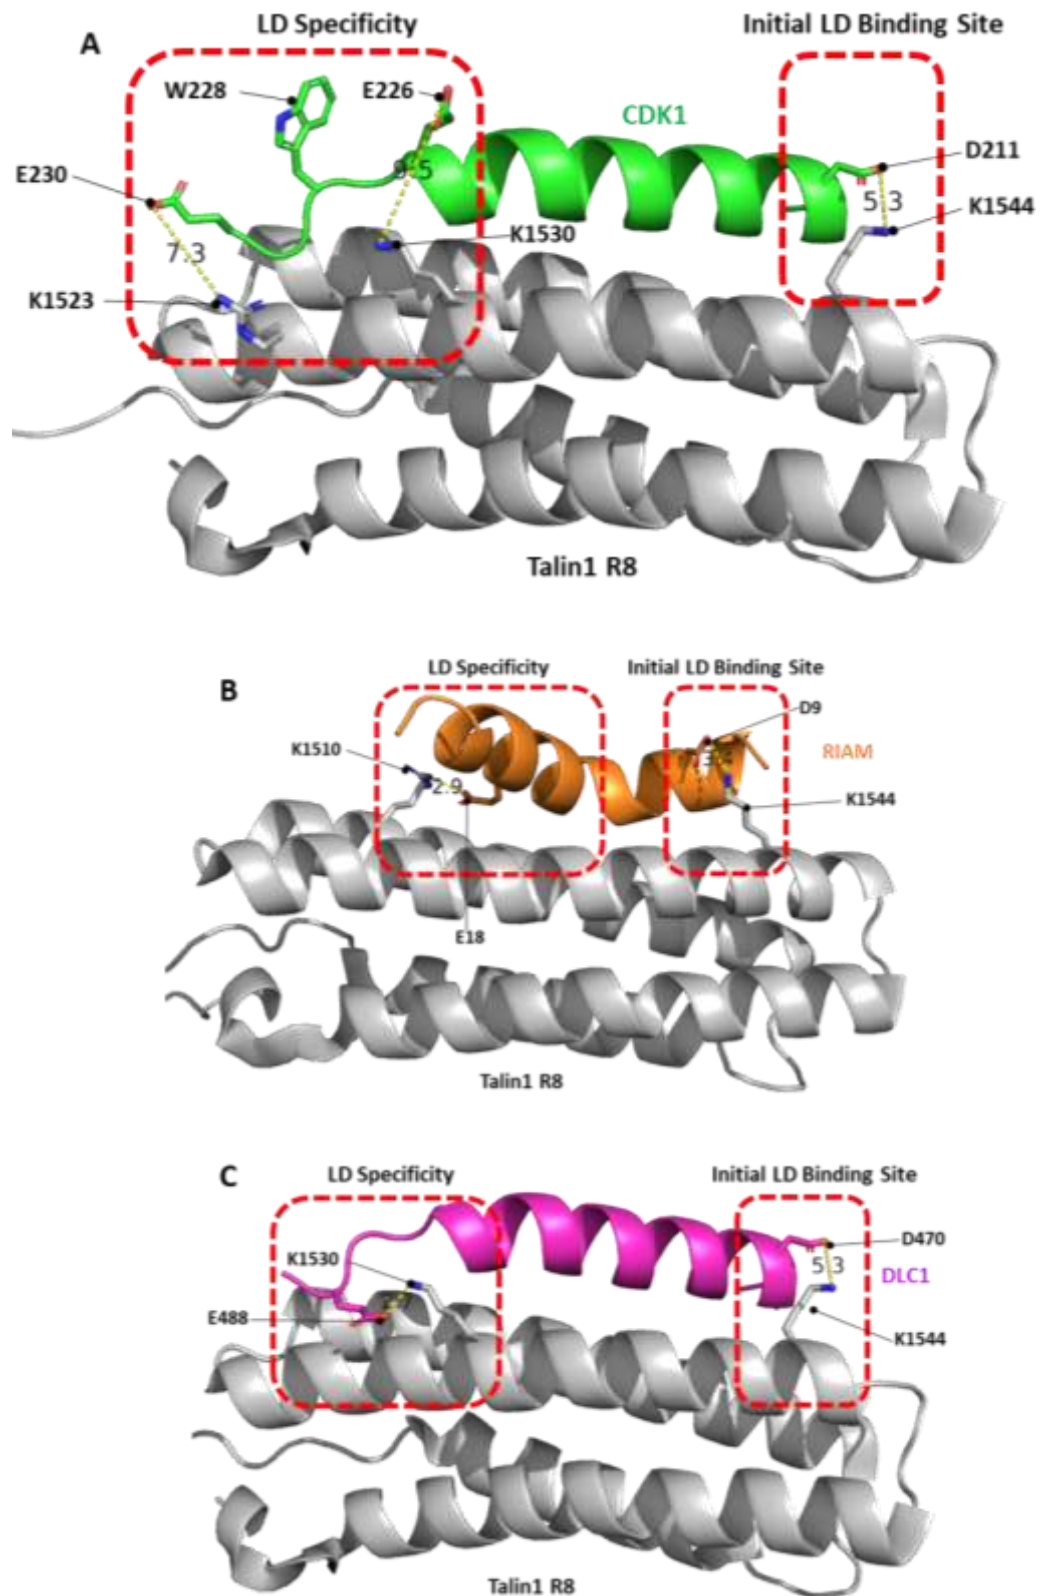 LD Specificity
Initial LD Binding Site
A
W228
E226
CDK1
D211
E230
9.5
5.3
K1544
7.3
K1530
K1523
Talin1 R8
LD Specificity
Initial LD Binding Site
B
D9
K1510
RIAM
2.9
K1544
E18
Talin1 R8
C
LD Specificity
Initial LD Binding Site
K1530
D470
5.3
DLC1
E488
K1544
Talin1 R8